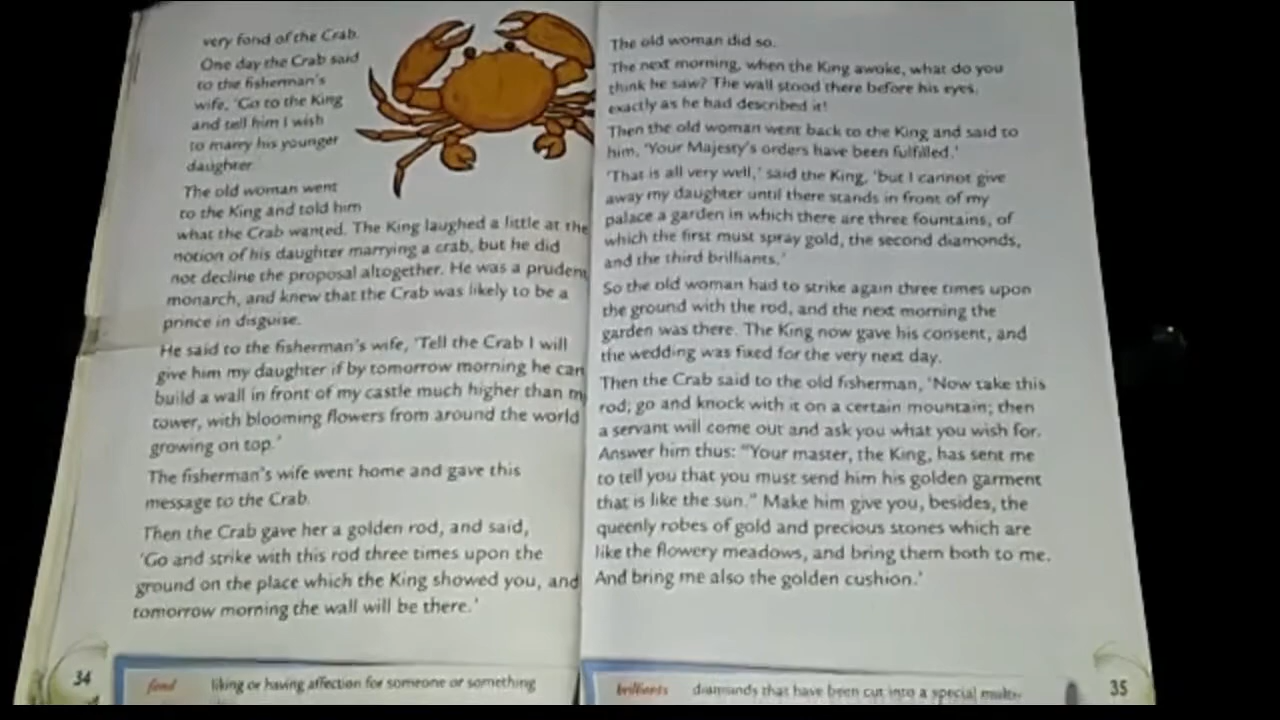 very fond of the Crab.
One day the Crab said
to the fisherman's
wife, 'Go to the King
and tell him I wish
to marry his younger
daughter.
The old woman went
to the King and told him
what the Crab wanted. The King laughed a little at the
notion of his daughter marrying a crab, but he did
not decline the proposal altogether. He was a prudent
monarch, and knew that the Crab was likely to be a
prince in disguise.
He said to the fisherman's wife, 'Tell the Crab I will
give him my daughter if by tomorrow morning he can
build a wall in front of my castle much higher than
tower, with blooming flowers from around the world
growing on top.'
The fisherman's wife went home and gave this
message to the Crab.
Then the Crab gave her a golden rod, and said,
'Go and strike with this rod three times upon the
ground on the place which the King showed you, and
tomorrow morning the wall will be there.'
34
fond liking or having affection for someone or something
The old woman did so.
The next morning, when the King awoke, what do you
think he saw? The wall stood there before his eyes,
exactly as he had described it!
Then the old woman went back to the King and said to
him, 'Your Majesty's orders have been fulfilled.'
'That is all very well,' said the King, 'but I cannot give
away my daughter until there stands in front of my
palace a garden in which there are three fountains, of
which the first must spray gold, the second diamonds,
and the third brilliants.'
So the old woman had to strike again three times upon
the ground with the rod, and the next morning the
garden was there. The King now gave his consent, and
the wedding was fixed for the very next day.
Then the Crab said to the old fisherman, 'Now take this
rod; go and knock with it on a certain mountain; then
a servant will come out and ask you what you wish for.
Answer him thus: "Your master, the King, has sent me
to tell you that you must send him his golden garment
that is like the sun." Make him give you, besides, the
queenly robes of gold and precious stones which are
like the flowery meadows, and bring them both to me.
And bring me also the golden cushion.'
brilliants diamonds that have been cut into a special
35